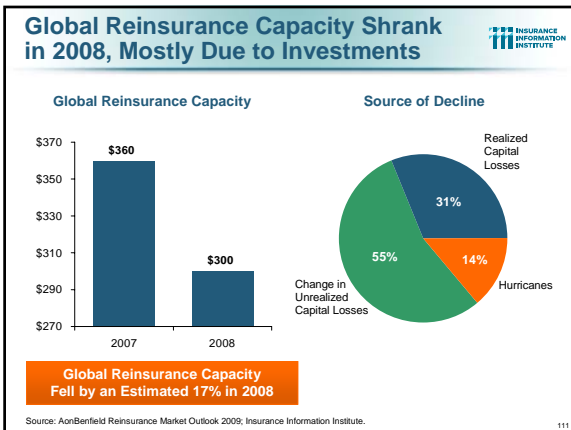 Global Reinsurance Capacity Shrank
in 2008, Mostly Due to Investments
INSURANCE
INFORMATION
INSTITUTE
Global Reinsurance Capacity
$370
$350
$330
$310
$290
$270
$360
$300
2007
2008
Source of Decline
Realized
Capital
Losses
31%
55%
14%
Change in
Unrealized
Capital Losses
Hurricanes
Global Reinsurance Capacity
Fell by an Estimated 17% in 2008
Source: AonBenfield Reinsurance Market Outlook 2009; Insurance Information Institute.
111